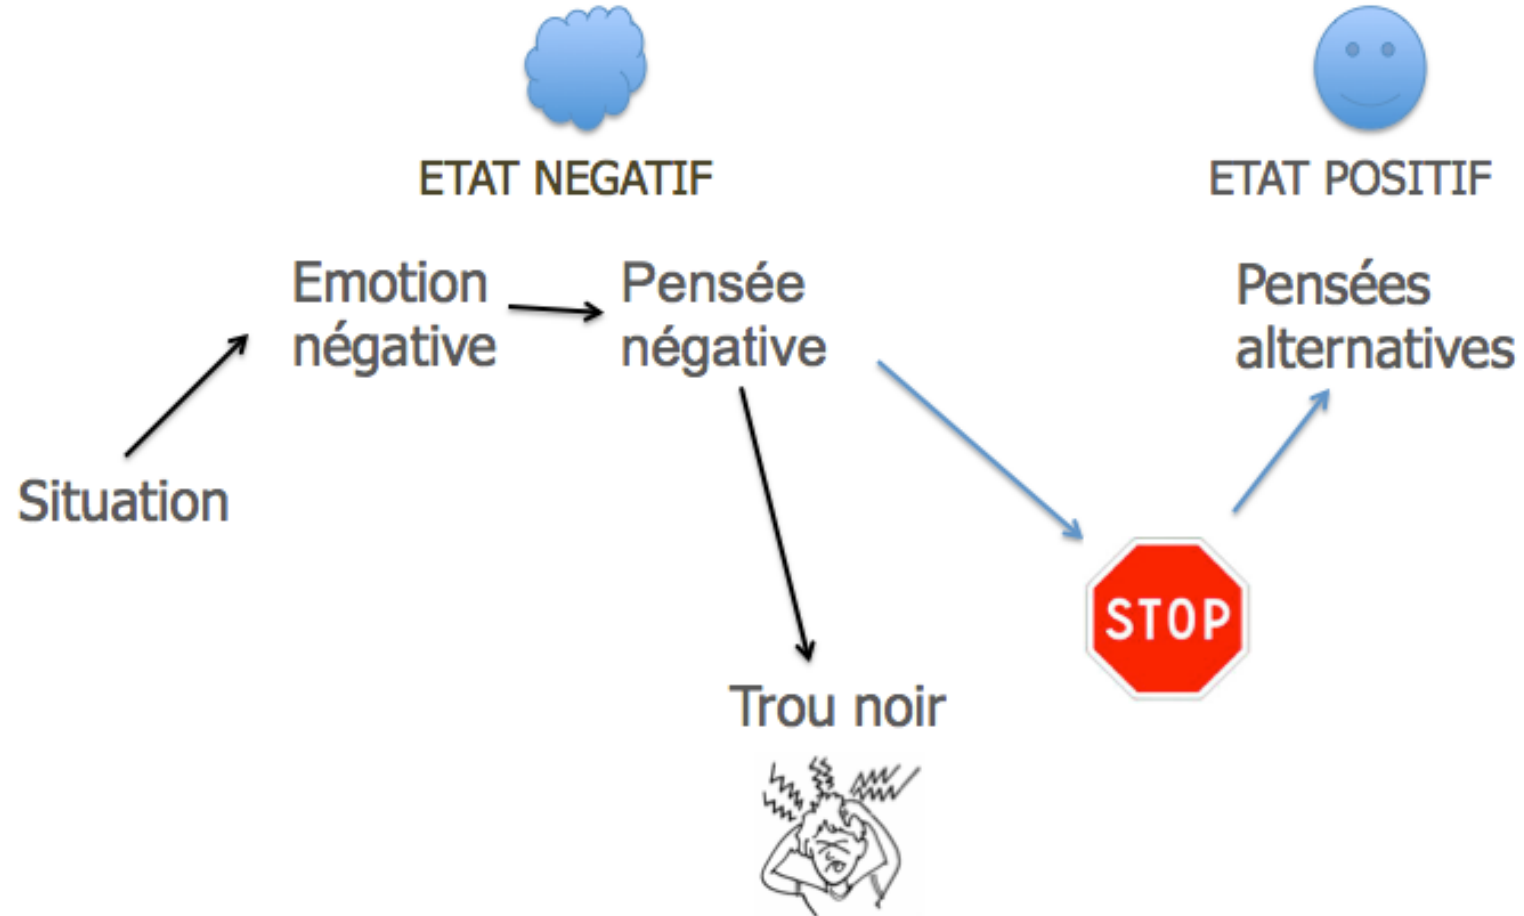 ETAT NEGATIF
ETAT POSITIF
Emotion
négative
Pensée
négative
Pensées
alternatives
Situation
STOP
Trou noir